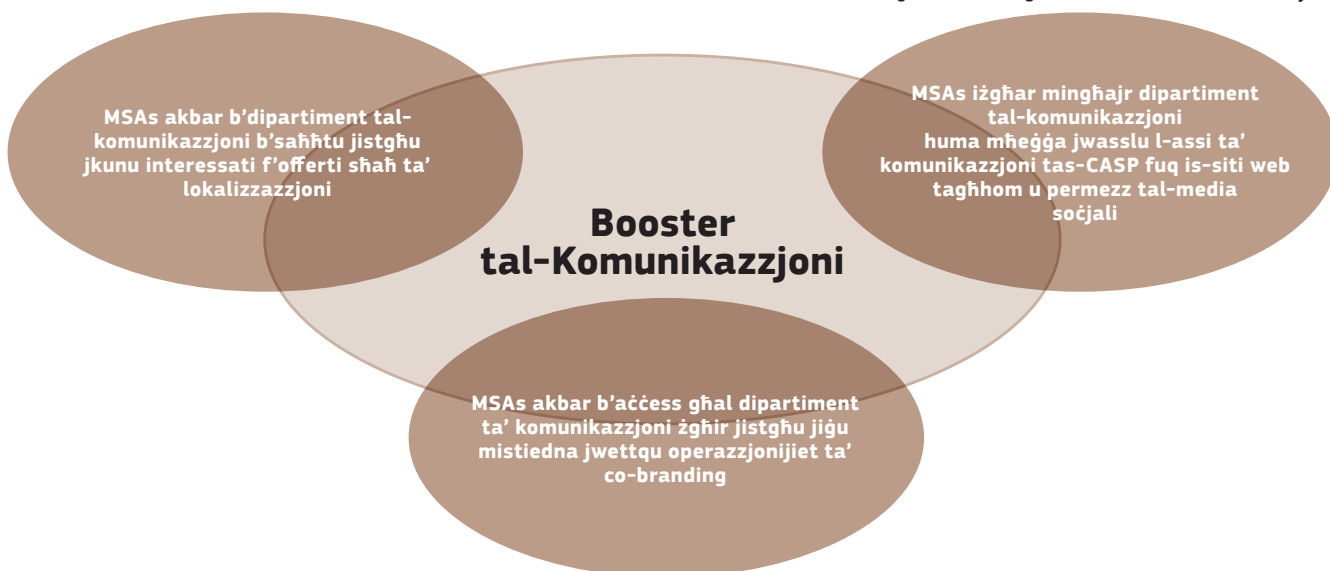 MSAs akbar b'dipartiment tal-
komunikazzjoni b'saħħtu jistgħu
jkunu interessati f'offerti sħaħ ta'
lokalizzazzjoni
MSAs iżgħar mingħajr dipartiment
tal-komunikazzjoni
huma mħeġġa jwasslu l-assi ta'
komunikazzjoni tas-CASP fuq is-siti web
tagħhom u permezz tal-media
soċjali
Booster
tal-Komunikazzjoni
MSAs akbar b'aċċess għal dipartiment
ta' komunikazzjoni żgħir jistgħu jiġu
mistiedna jwettqu operazzjonijiet ta'
co-branding